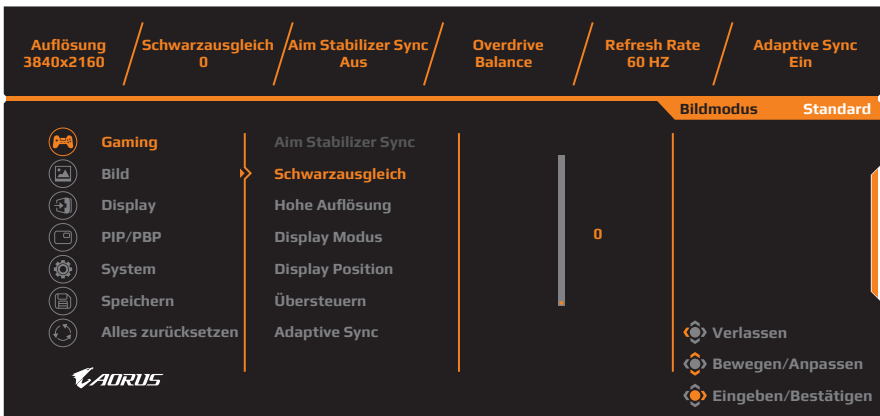 Auflösung Schwarzausgleich Aim Stabilizer Sync Overdrive Refresh Rate Adaptive Sync
3840x2160 0 Aus Balance 60 HZ Ein
Bildmodus Standard
Gaming
Bild
Display
PIP/PBP
System
Speichern
Alles zurücksetzen
Aim Stabilizer Sync
Schwarzausgleich
Hohe Auflösung
Display Modus
Display Position
Übersteuern
Adaptive Sync
0
Verlassen
Bewegen/Anpassen
Eingeben/Bestätigen
AORUS